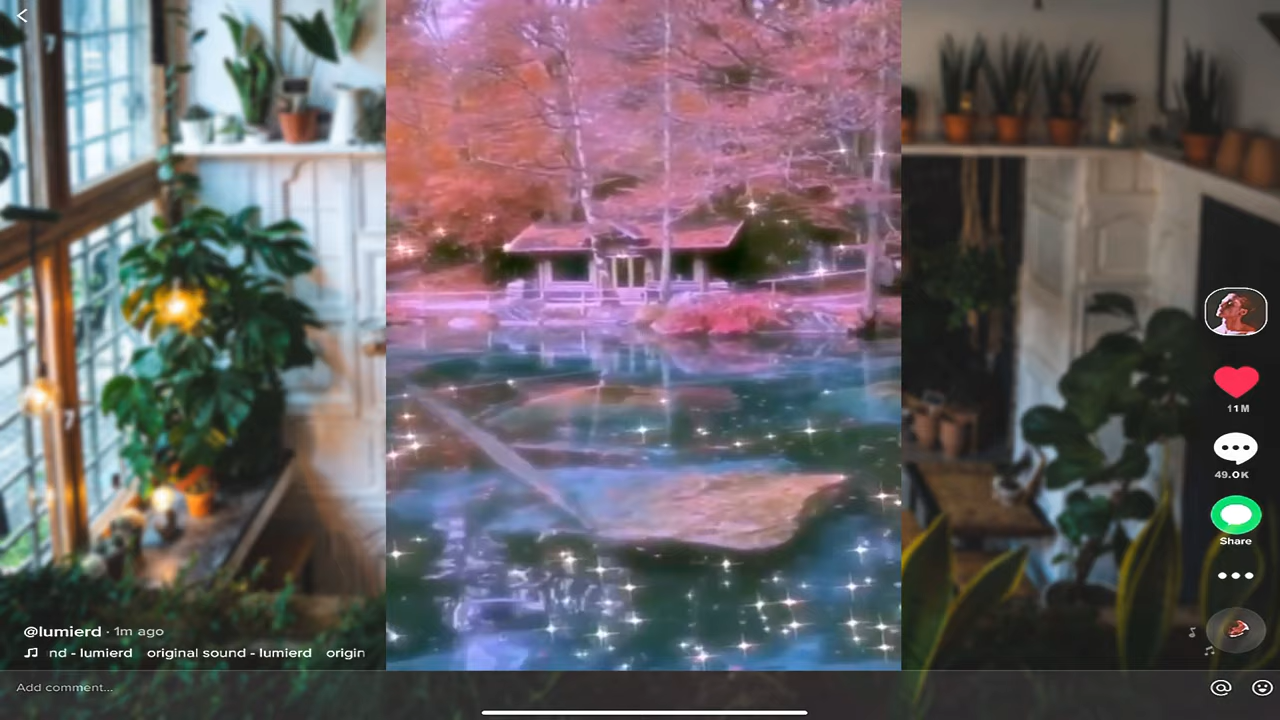 11M
49.0K
Share
@lumierd · 1m ago
nd - lumierd original sound - lumierd origin
Add comment...